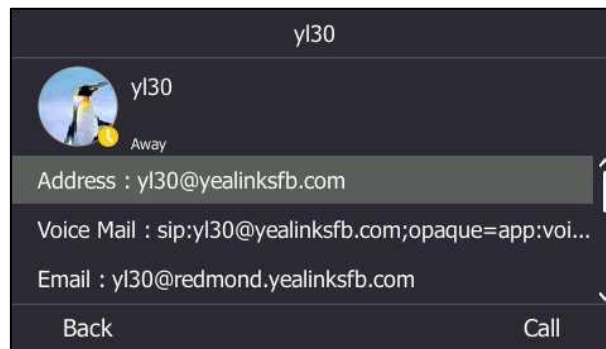 yl30
yl30
Away
Address : yl30@yealinksfb.com
Voice Mail : sip:yl30@yealinksfb.com;opaque=app:voi...
Email : yl30@redmond.yealinksfb.com
Back Call